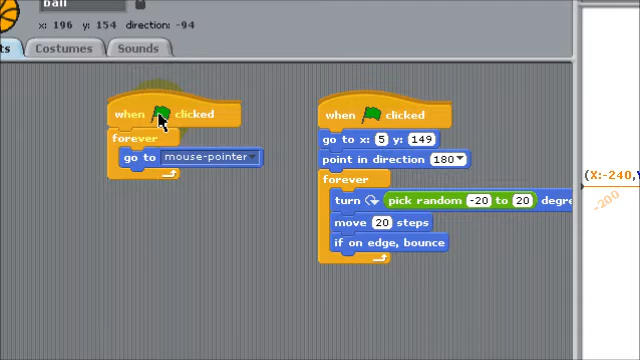 ball
x: 196 y: 154 direction: -94
ts Costumes Sounds
when clicked
forever
go to mouse-pointer
when clicked
go to x: 5 y: 149
point in direction 180
forever
turn pick random -20 to 20 degre
move 20 steps
if on edge, bounce
(X:-240,Y
-200